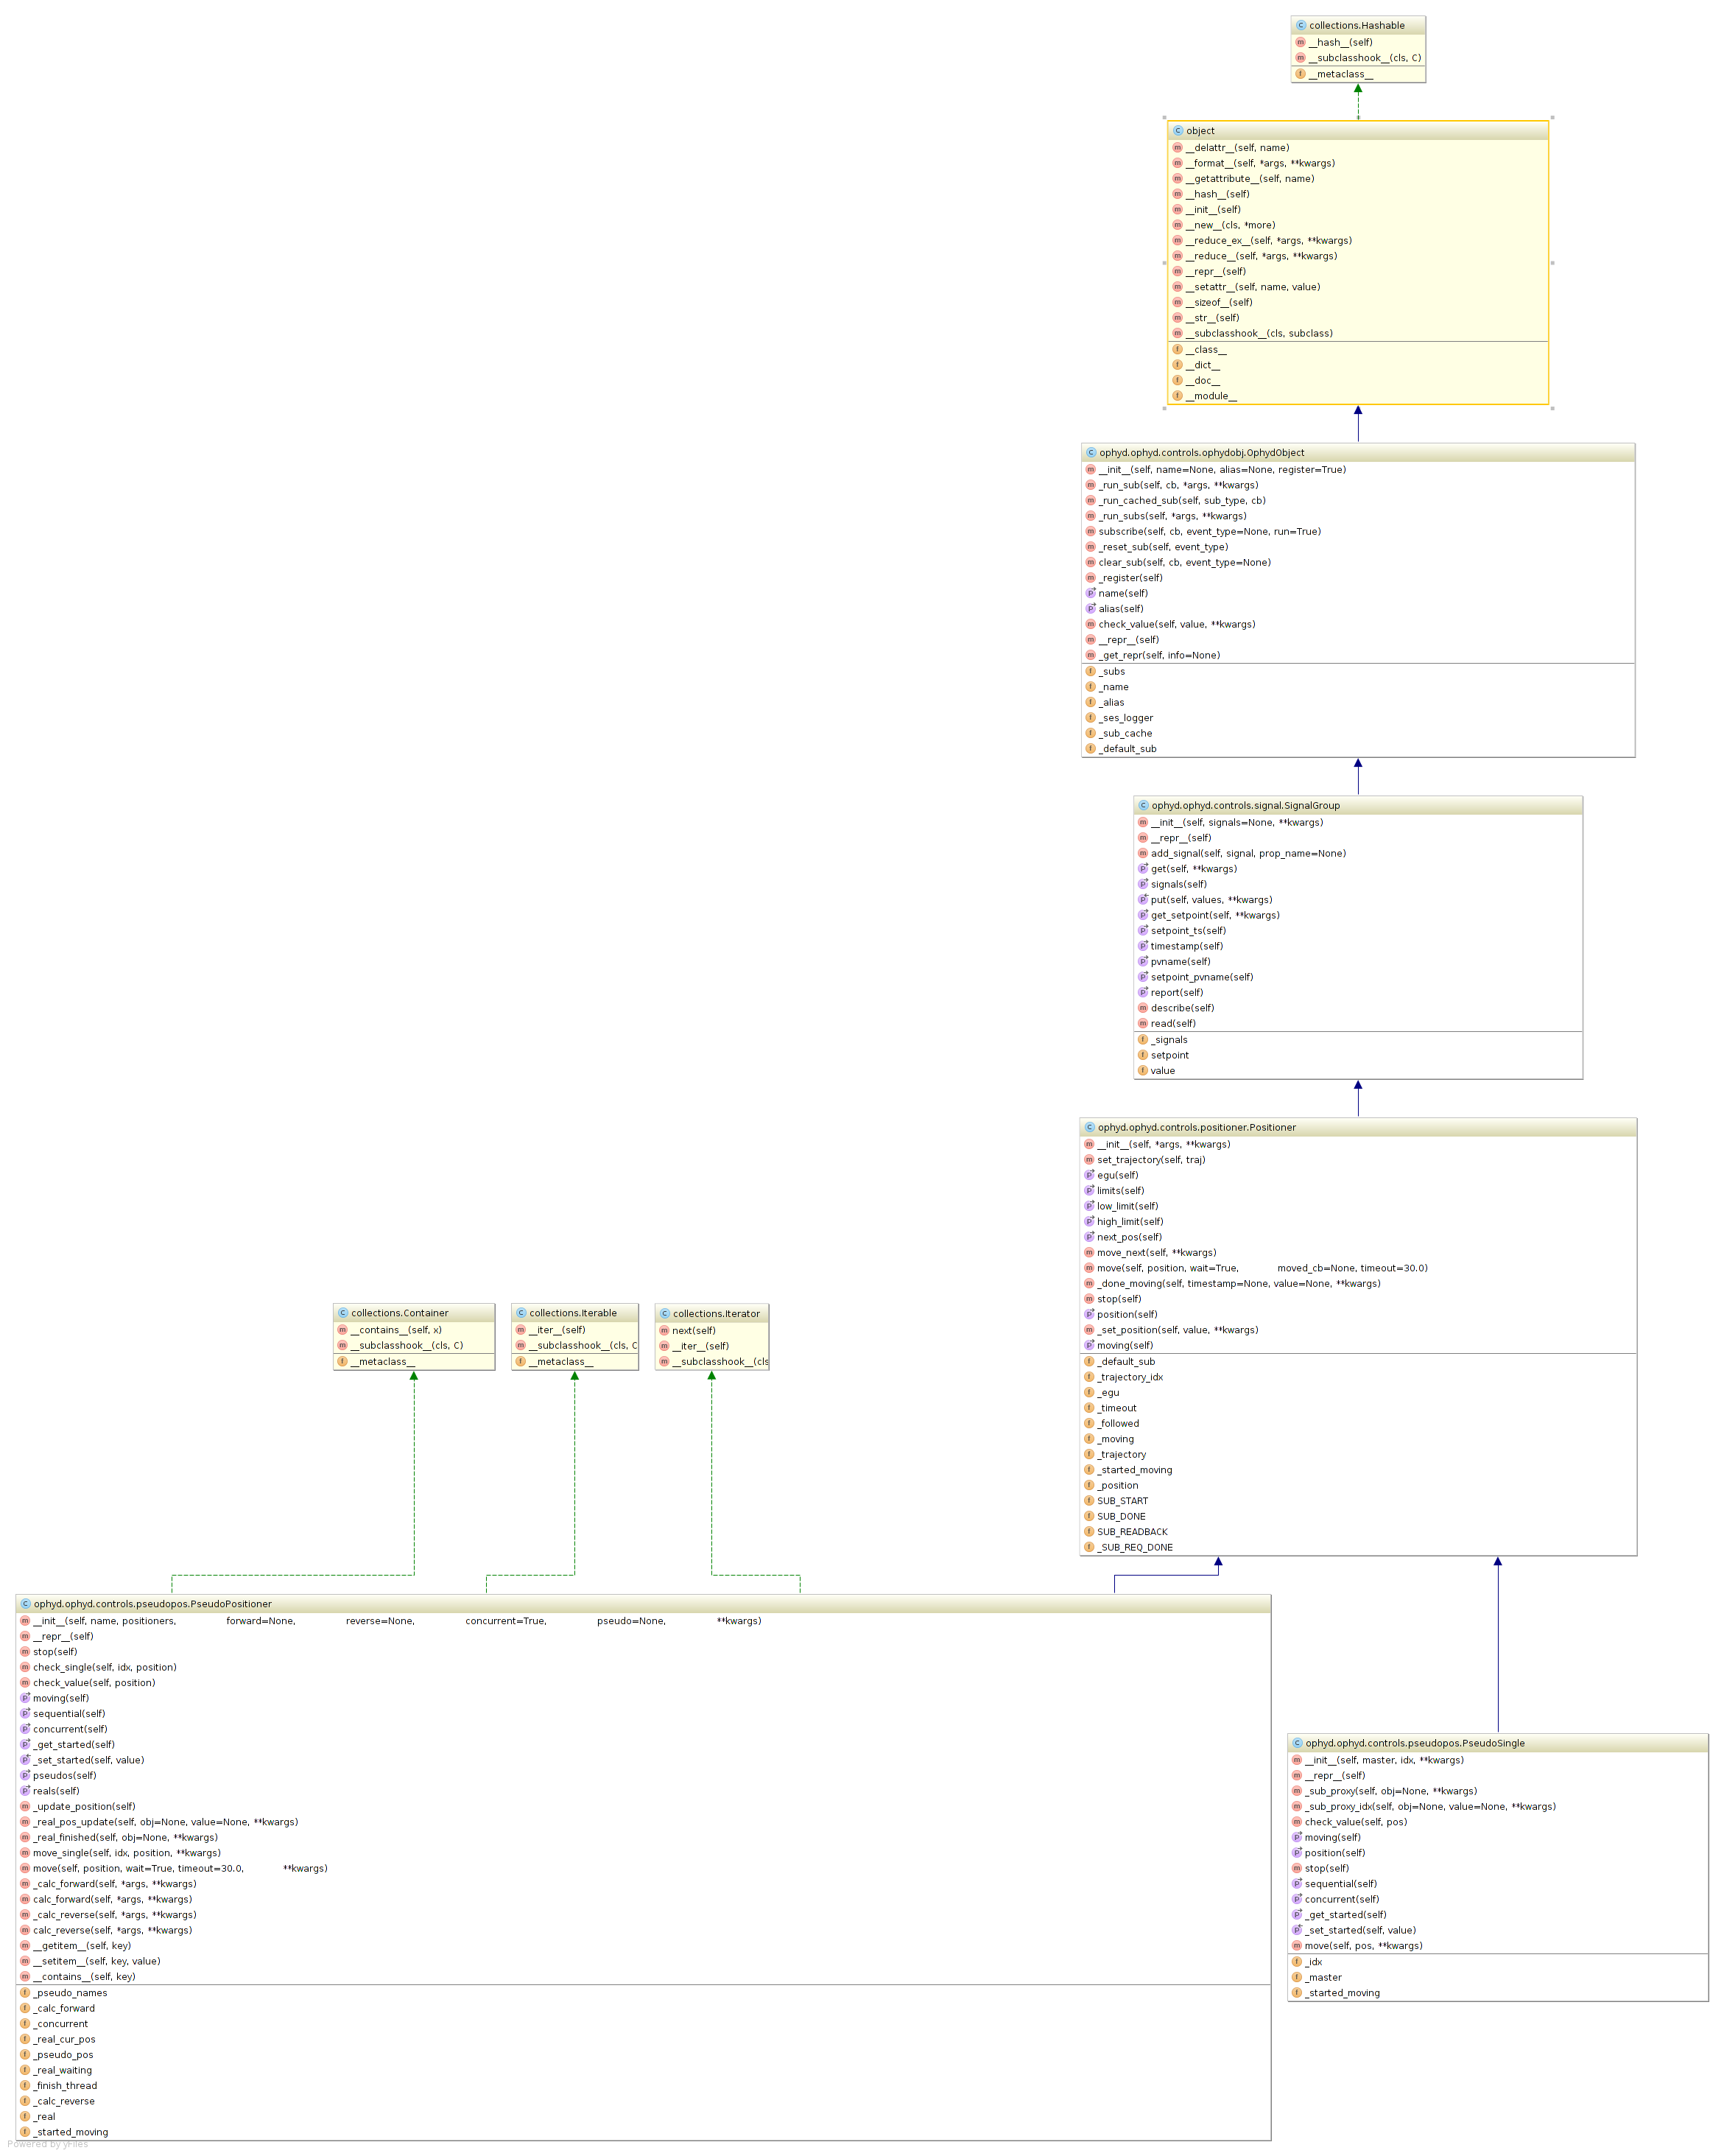 collections.Hashable
__hash__(self)
__subclasshook__(cls, C)
__metaclass__
object
__delattr__(self, name)
__format__(self, *args, **kwargs)
__getattribute__(self, name)
__hash__(self)
__init__(self)
__new__(cls, *more)
__reduce_ex__(self, *args, **kwargs)
__reduce__(self, *args, **kwargs)
__repr__(self)
__setattr__(self, name, value)
__sizeof__(self)
__str__(self)
__subclasshook__(cls, subclass)
__class__
__dict__
__doc__
__module__
ophyd.ophyd.controls.ophydobj.OphydObject
__init__(self, name=None, alias=None, register=True)
_run_sub(self, cb, *args, **kwargs)
_run_cached_sub(self, sub_type, cb)
_run_subs(self, *args, **kwargs)
subscribe(self, cb, event_type=None, run=True)
_reset_sub(self, event_type)
clear_sub(self, cb, event_type=None)
_register(self)
name(self)
alias(self)
check_value(self, value, **kwargs)
__repr__(self)
_get_repr(self, info=None)
_subs
_name
_alias
_ses_logger
_sub_cache
_default_sub
ophyd.ophyd.controls.signal.SignalGroup
__init__(self, signals=None, **kwargs)
__repr__(self)
add_signal(self, signal, prop_name=None)
get(self, **kwargs)
signals(self)
put(self, values, **kwargs)
get_setpoint(self, **kwargs)
setpoint_ts(self)
timestamp(self)
pvname(self)
setpoint_pvname(self)
report(self)
describe(self)
read(self)
_signals
setpoint
value
ophyd.ophyd.controls.positioner.Positioner
__init__(self, *args, **kwargs)
set_trajectory(self, traj)
egu(self)
limits(self)
low_limit(self)
high_limit(self)
next_pos(self)
move_next(self, **kwargs)
move(self, position, wait=True, moved_cb=None, timeout=30.0)
_done_moving(self, timestamp=None, value=None, **kwargs)
stop(self)
position(self)
_set_position(self, value, **kwargs)
moving(self)
_default_sub
_trajectory_idx
_egu
_timeout
_followed
_moving
_trajectory
_started_moving
_position
SUB_START
SUB_DONE
SUB_READBACK
_SUB_REQ_DONE
collections.Container
__contains__(self, x)
__subclasshook__(cls, C)
__metaclass__
collections.Iterable
__iter__(self)
__subclasshook__(cls, C
__metaclass__
collections.Iterator
next(self)
__iter__(self)
__subclasshook__(cls
ophyd.ophyd.controls.pseudopos.PseudoPositioner
__init__(self, name, positioners, forward=None, reverse=None, concurrent=True, pseudo=None, **kwargs)
__repr__(self)
stop(self)
check_single(self, idx, position)
check_value(self, position)
moving(self)
sequential(self)
concurrent(self)
_get_started(self)
_set_started(self, value)
pseudos(self)
reals(self)
_update_position(self)
_real_pos_update(self, obj=None, value=None, **kwargs)
_real_finished(self, obj=None, **kwargs)
move_single(self, idx, position, **kwargs)
move(self, position, wait=True, timeout=30.0, **kwargs)
_calc_forward(self, *args, **kwargs)
calc_forward(self, *args, **kwargs)
_calc_reverse(self, *args, **kwargs)
calc_reverse(self, *args, **kwargs)
__getitem__(self, key)
__setitem__(self, key, value)
__contains__(self, key)
_pseudo_names
_calc_forward
_concurrent
_real_cur_pos
_pseudo_pos
_real_waiting
_finish_thread
_calc_reverse
_real
_started_moving
ophyd.ophyd.controls.pseudopos.PseudoSingle
__init__(self, master, idx, **kwargs)
__repr__(self)
_sub_proxy(self, obj=None, **kwargs)
_sub_proxy_idx(self, obj=None, value=None, **kwargs)
check_value(self, pos)
moving(self)
position(self)
stop(self)
sequential(self)
concurrent(self)
_get_started(self)
_set_started(self, value)
move(self, pos, **kwargs)
_idx
_master
_started_moving
Powered by yFiles